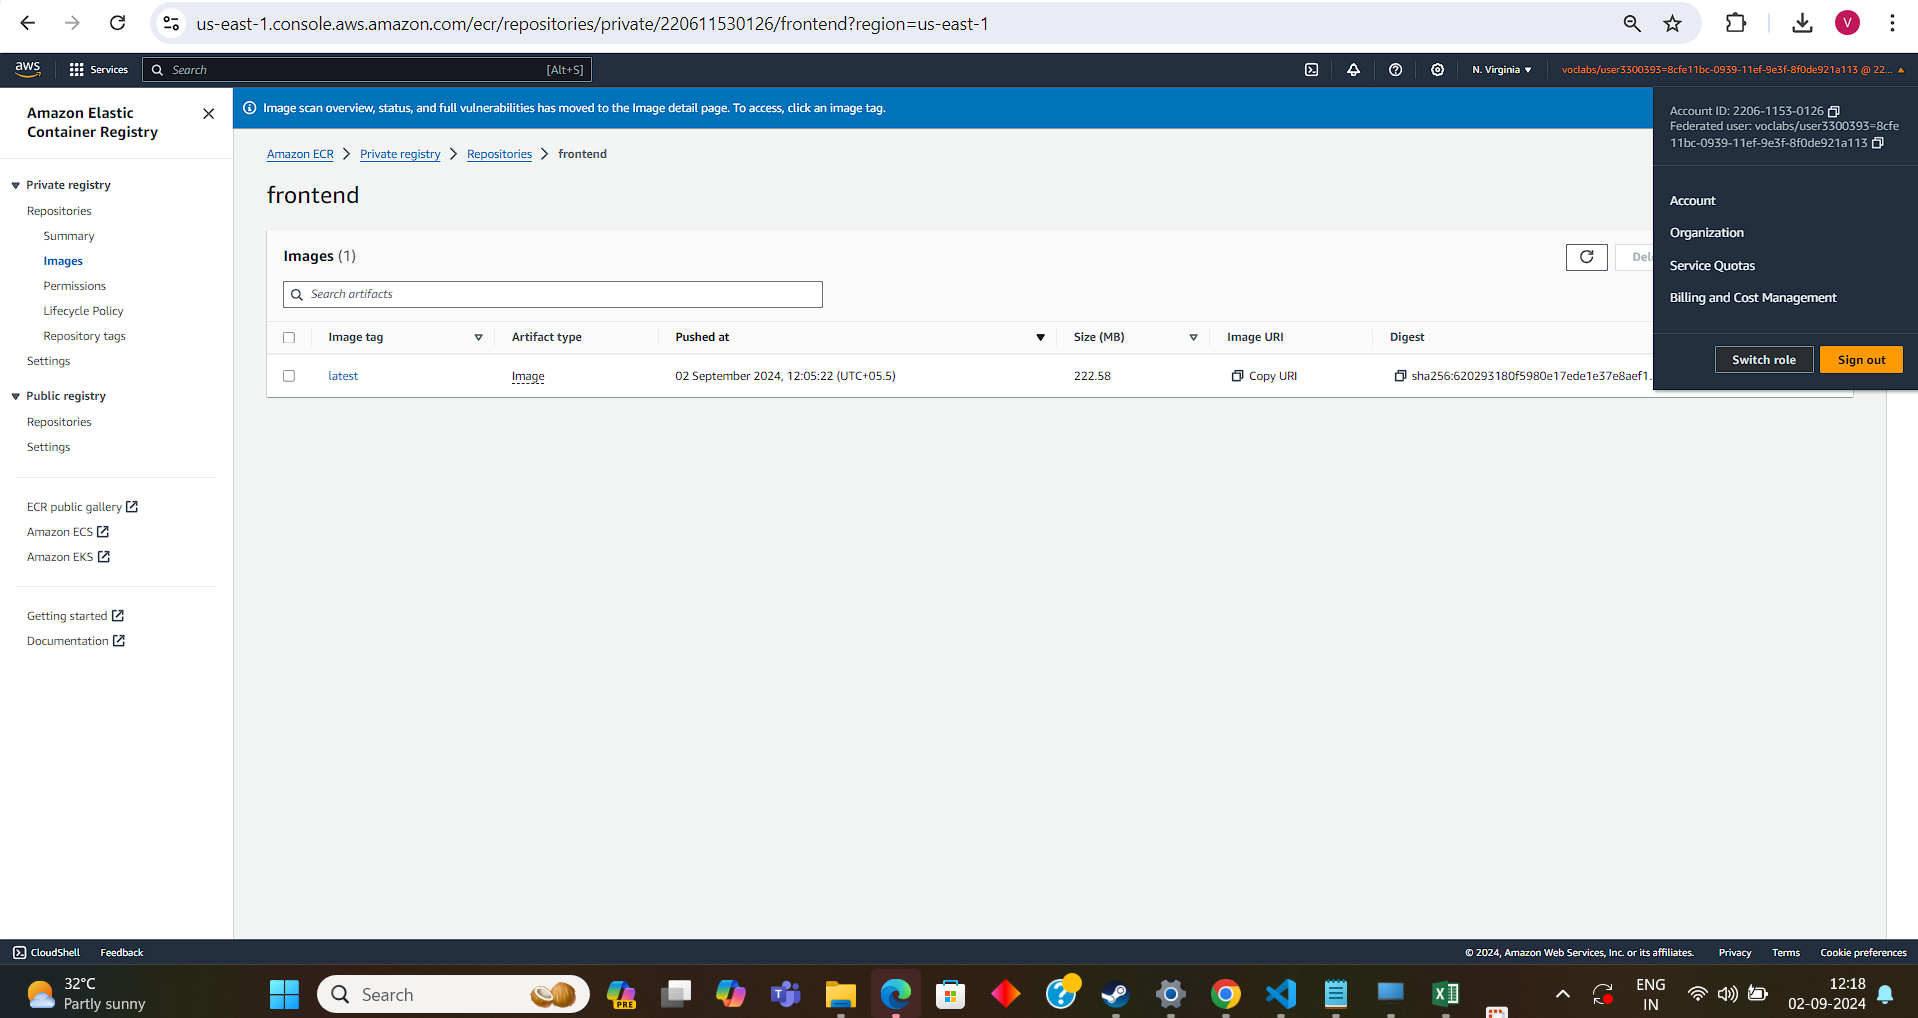 us-east-1.console.aws.amazon.com/ecr/repositories/private/220611530126/frontend?region=us-east-1
V
aws
Services
Search
[Alt+S]
N. Virginia
voclabs/user3300393=8cfe11bc-0939-11ef-9e3f-8f0de921a113 @ 22...
Amazon Elastic
Container Registry
Private registry
Repositories
Summary
Images
Permissions
Lifecycle Policy
Repository tags
Settings
Public registry
Repositories
Settings
ECR public gallery
Amazon ECS
Amazon EKS
Getting started
Documentation
Image scan overview, status, and full vulnerabilities has moved to the Image detail page. To access, click an image tag.
Amazon ECR > Private registry > Repositories > frontend
frontend
Images (1)
Del
Search artifacts
Image tag Artifact type Pushed at Size (MB) Image URI Digest
latest Image 02 September 2024, 12:05:22 (UTC+05.5) 222.58 Copy URI sha256:620293180f5980e17ede1e37e8aef1...
Account ID: 2206-1153-0126
Federated user: voclabs/user3300393=8cfe
11bc-0939-11ef-9e3f-8f0de921a113
Account
Organization
Service Quotas
Billing and Cost Management
Switch role
Sign out
CloudShell
Feedback
© 2024, Amazon Web Services, Inc. or its affiliates.
Privacy
Terms
Cookie preferences
32°C
Partly sunny
Search
PRE
ENG
IN
12:18
02-09-2024